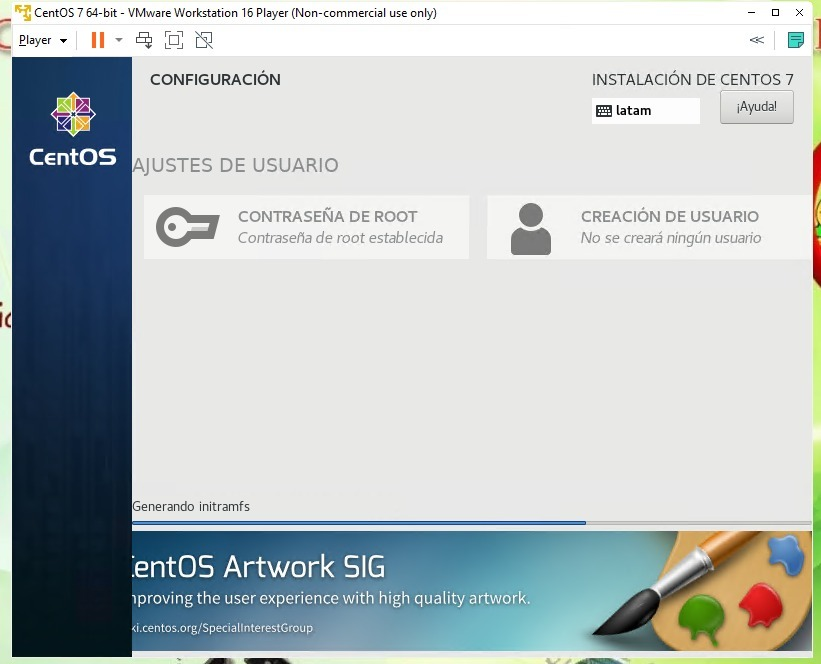 CentOS 7 64-bit - VMware Workstation 16 Player (Non-commercial use only)
Player
CONFIGURACIÓN
INSTALACIÓN DE CENTOS 7
latam
¡Ayuda!
CentOS
AJUSTES DE USUARIO
CONTRASEÑA DE ROOT
Contraseña de root establecida
CREACIÓN DE USUARIO
No se creará ningún usuario
Generando initramfs
CentOS Artwork SIG
mproving the user experience with high quality artwork.
ki.centos.org/SpecialInterestGroup